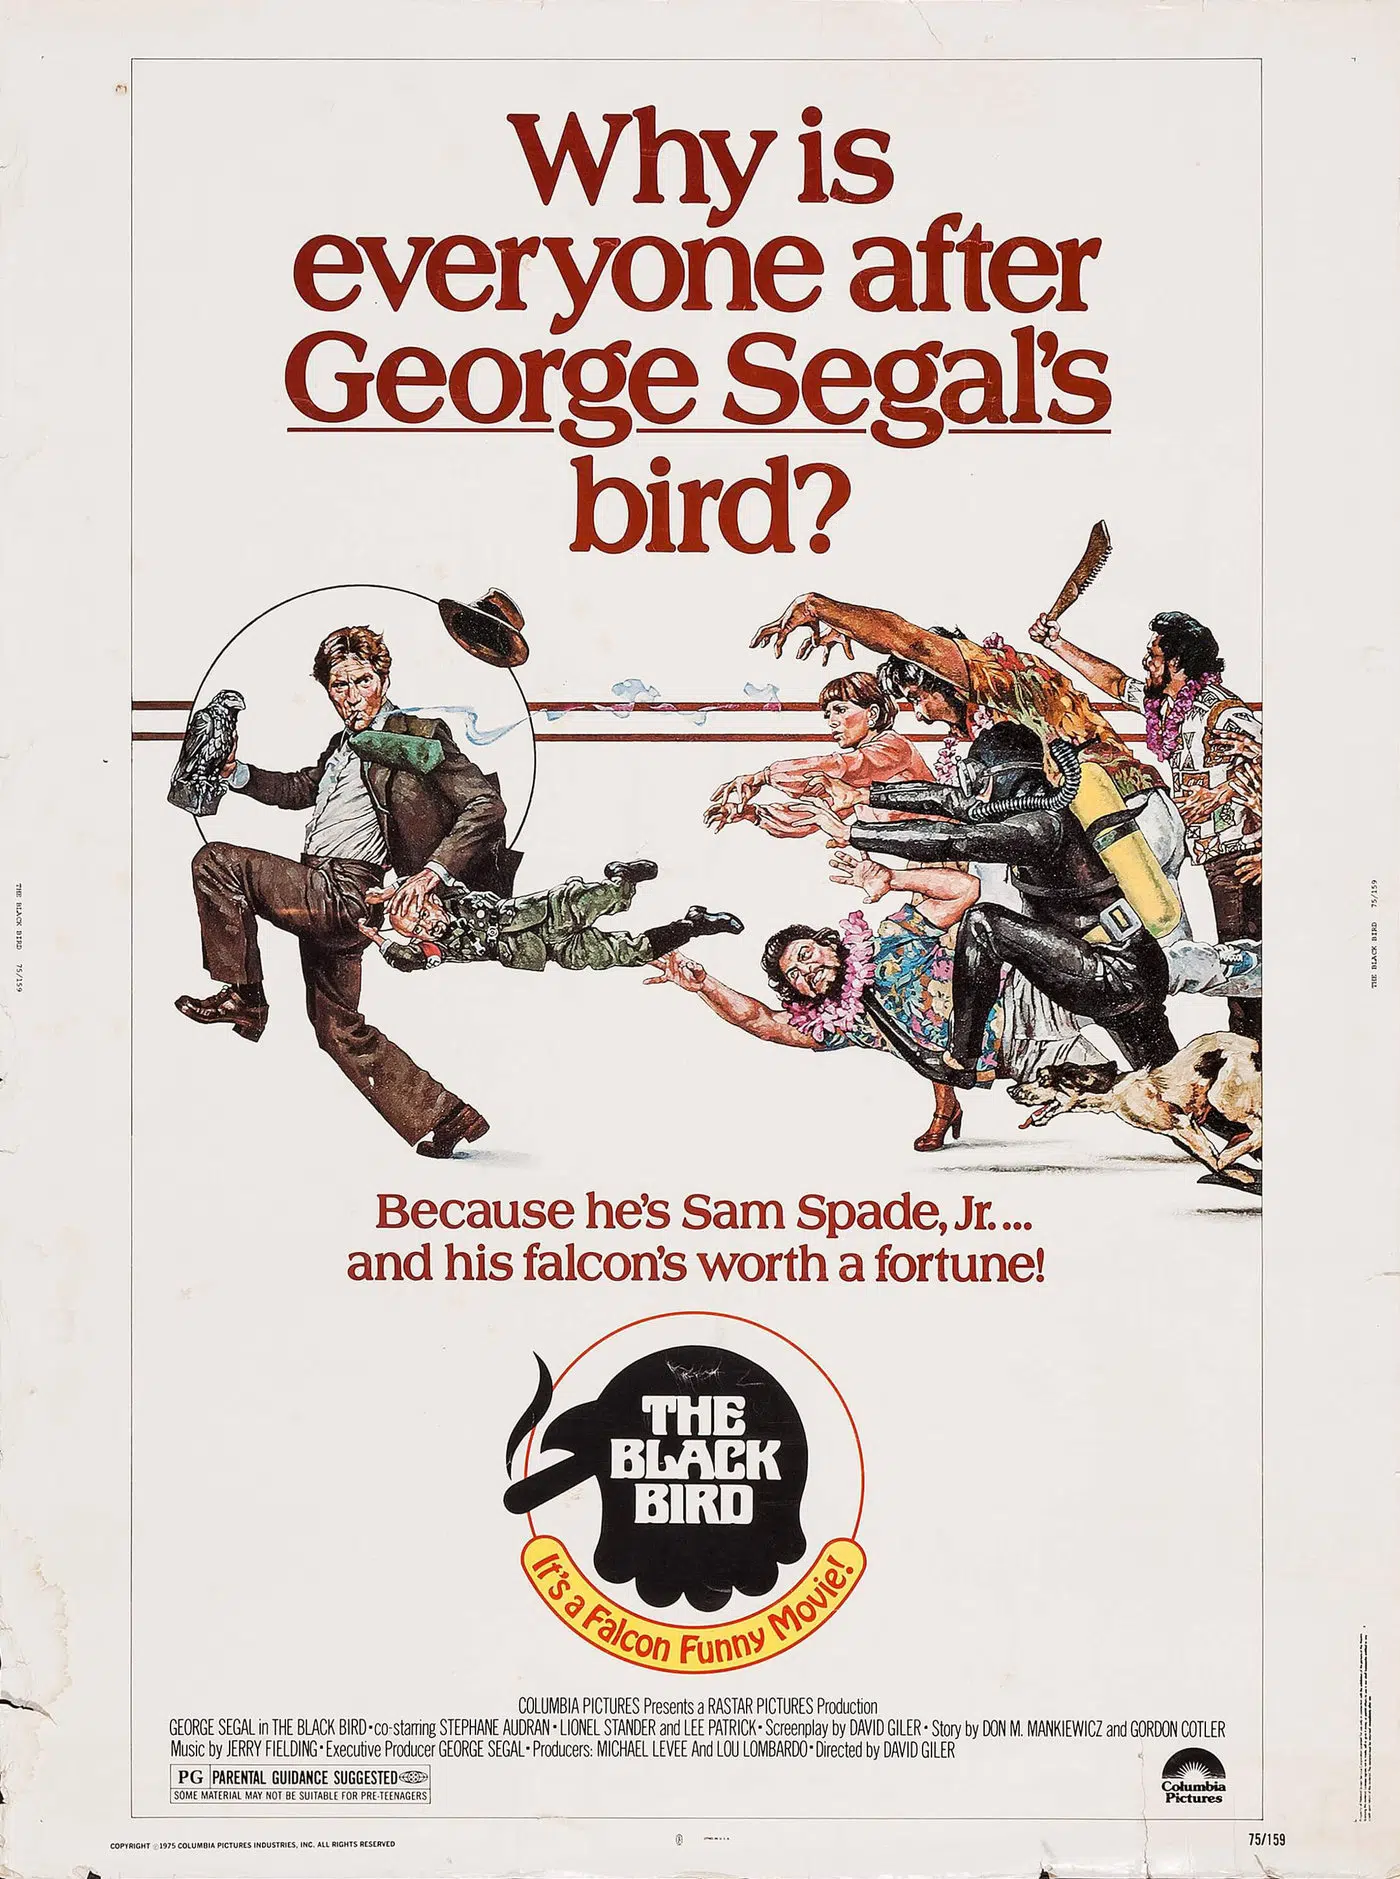 Why is
everyone after
George Segal's
bird?
Because he's Sam Spade, Jr....
and his falcon's worth a fortune!
THE
BLACK
BIRD
It's a Falcon Funny Movie!
COLUMBIA PICTURES Presents a RASTAR PICTURES Production
GEORGE SEGAL in THE BLACK BIRD • co-starring STEPHANE AUDRAN • LIONEL STANDER and LEE PATRICK • Screenplay by DAVID GILER • Story by DON M. MANKIEWICZ and GORDON COTLER
Music by JERRY FIELDING • Executive Producer GEORGE SEGAL • Producers: MICHAEL LEVEE And LOU LOMBARDO • Directed by DAVID GILER
PG PARENTAL GUIDANCE SUGGESTED
SOME MATERIAL MAY NOT BE SUITABLE FOR PRE-TEENAGERS
Columbia
Pictures
COPYRIGHT ©1975 COLUMBIA PICTURES INDUSTRIES, INC. ALL RIGHTS RESERVED
75/159
THE BLACK BIRD 75/159
THE BLACK BIRD 75/159